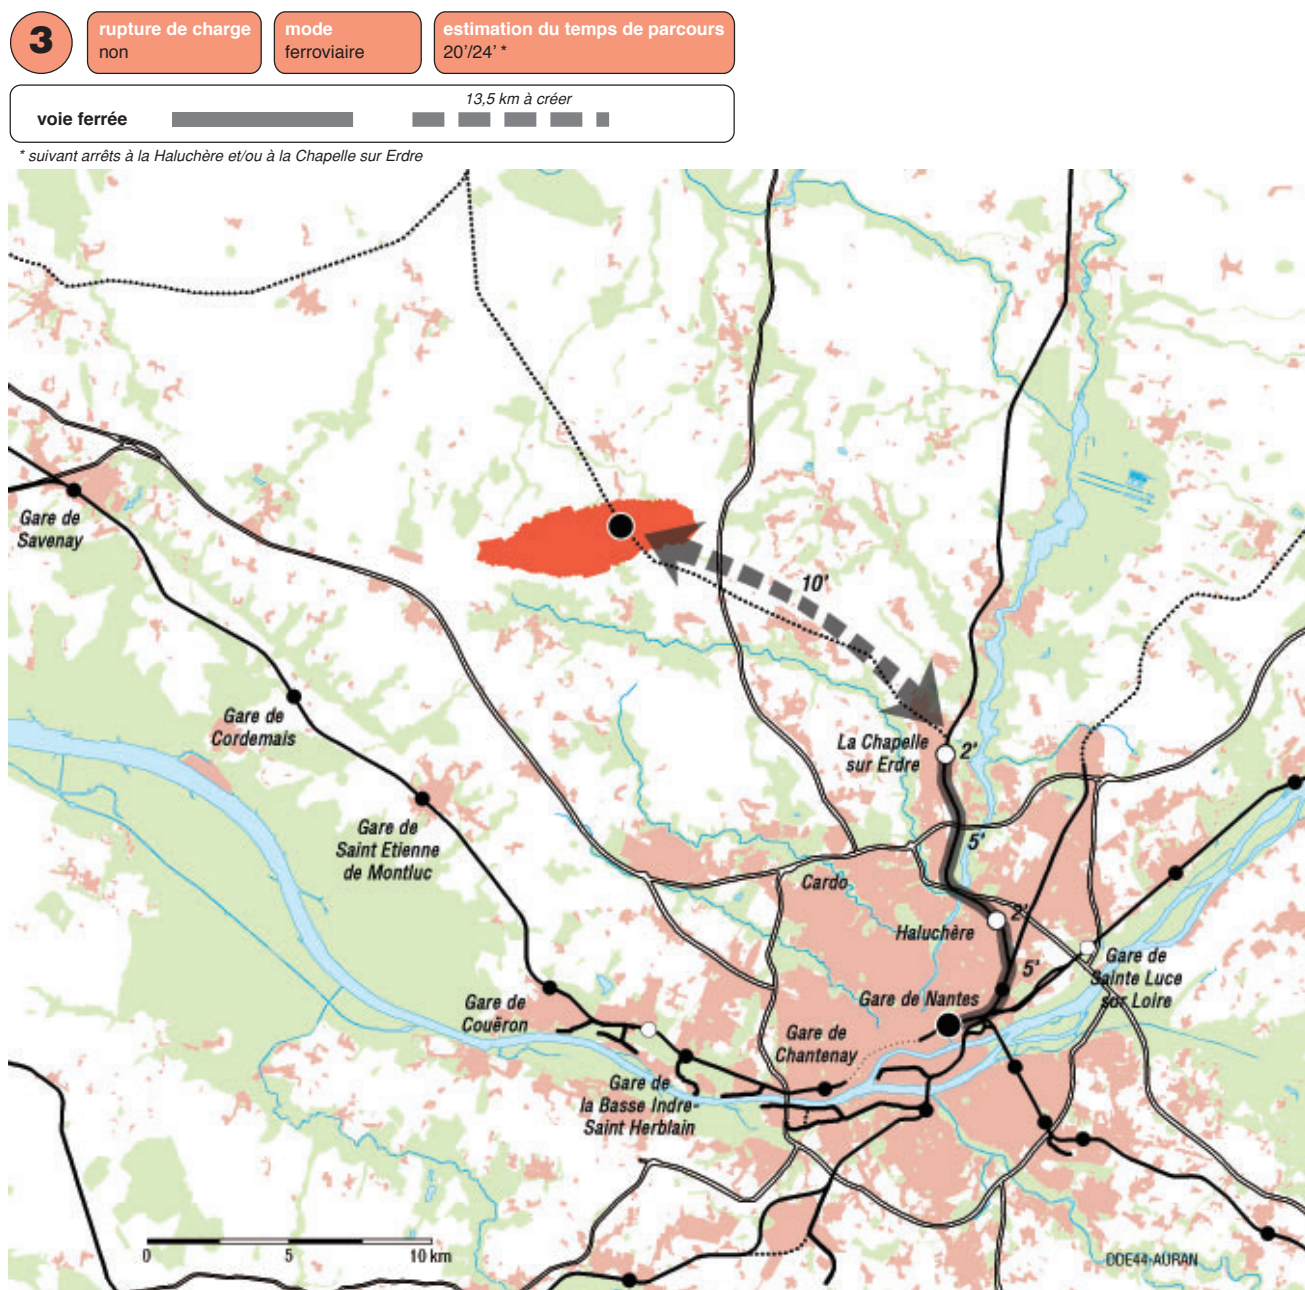 3
rupture de charge
non
mode
ferroviaire
estimation du temps de parcours
20'/24' *
13,5 km à créer
voie ferrée
* suivant arrêts à la Haluchère et/ou à la Chapelle sur Erdre
Gare de
Savenay
10'
Gare de
Cordemais
La Chapelle
sur Erdre
2'
Gare de
Saint Etienne
de Montluc
5'
Cardo
2'
Haluchère
5'
Gare de
Sainte Luce
sur Loire
Gare de Nantes
Gare de
Couëron
Gare de
Chantenay
Gare de
la Basse Indre-
Saint Herblain
0 5 10 km
DDE44-AURAN